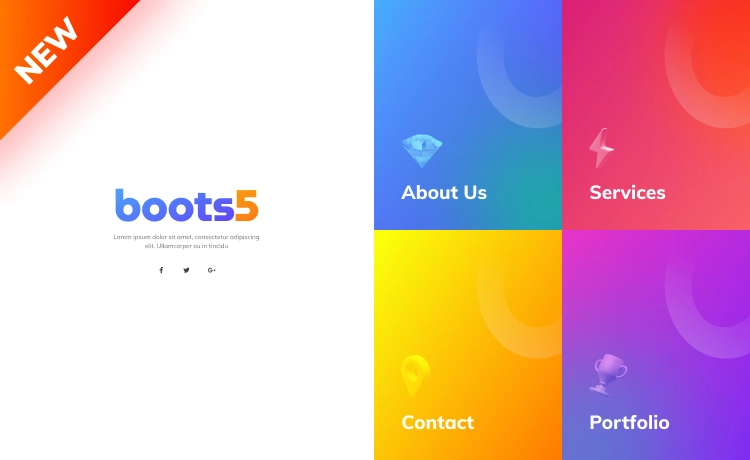 NEW
boots5
Lorem ipsum dolor sit amet, consectetur adipiscing
elit. Ullamcorper eu in tincidu
G+
About Us
Services
Contact
Portfolio